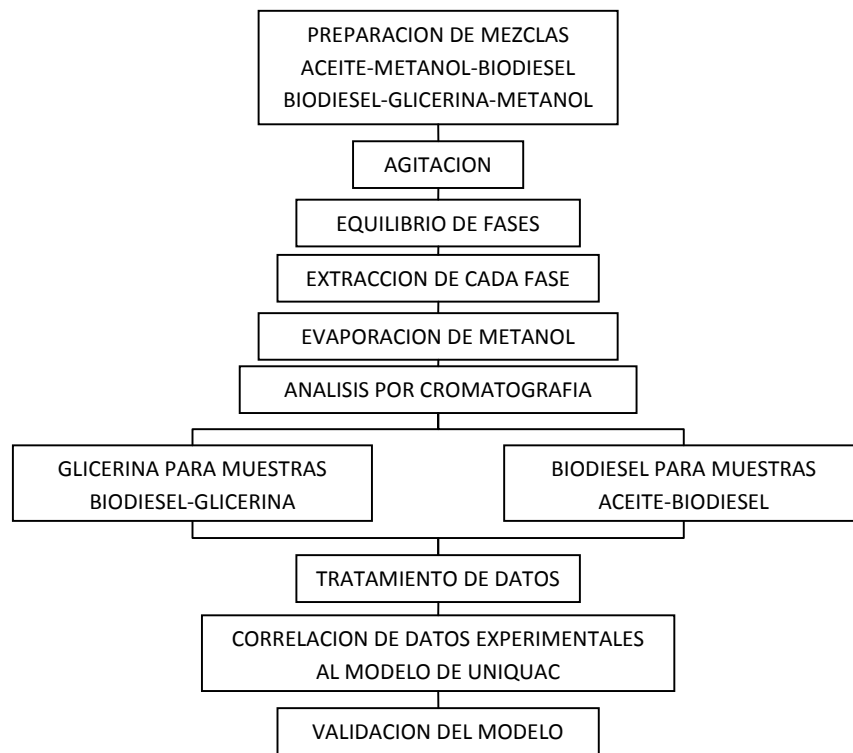 PREPARACION DE MEZCLAS
ACEITE-METANOL-BIODIESEL
BIODIESEL-GLICERINA-METANOL
AGITACION
EQUILIBRIO DE FASES
EXTRACCION DE CADA FASE
EVAPORACION DE METANOL
ANALISIS POR CROMATOGRAFIA
GLICERINA PARA MUESTRAS
BIODIESEL-GLICERINA
BIODIESEL PARA MUESTRAS
ACEITE-BIODIESEL
TRATAMIENTO DE DATOS
CORRELACION DE DATOS EXPERIMENTALES
AL MODELO DE UNIQUAC
VALIDACION DEL MODELO